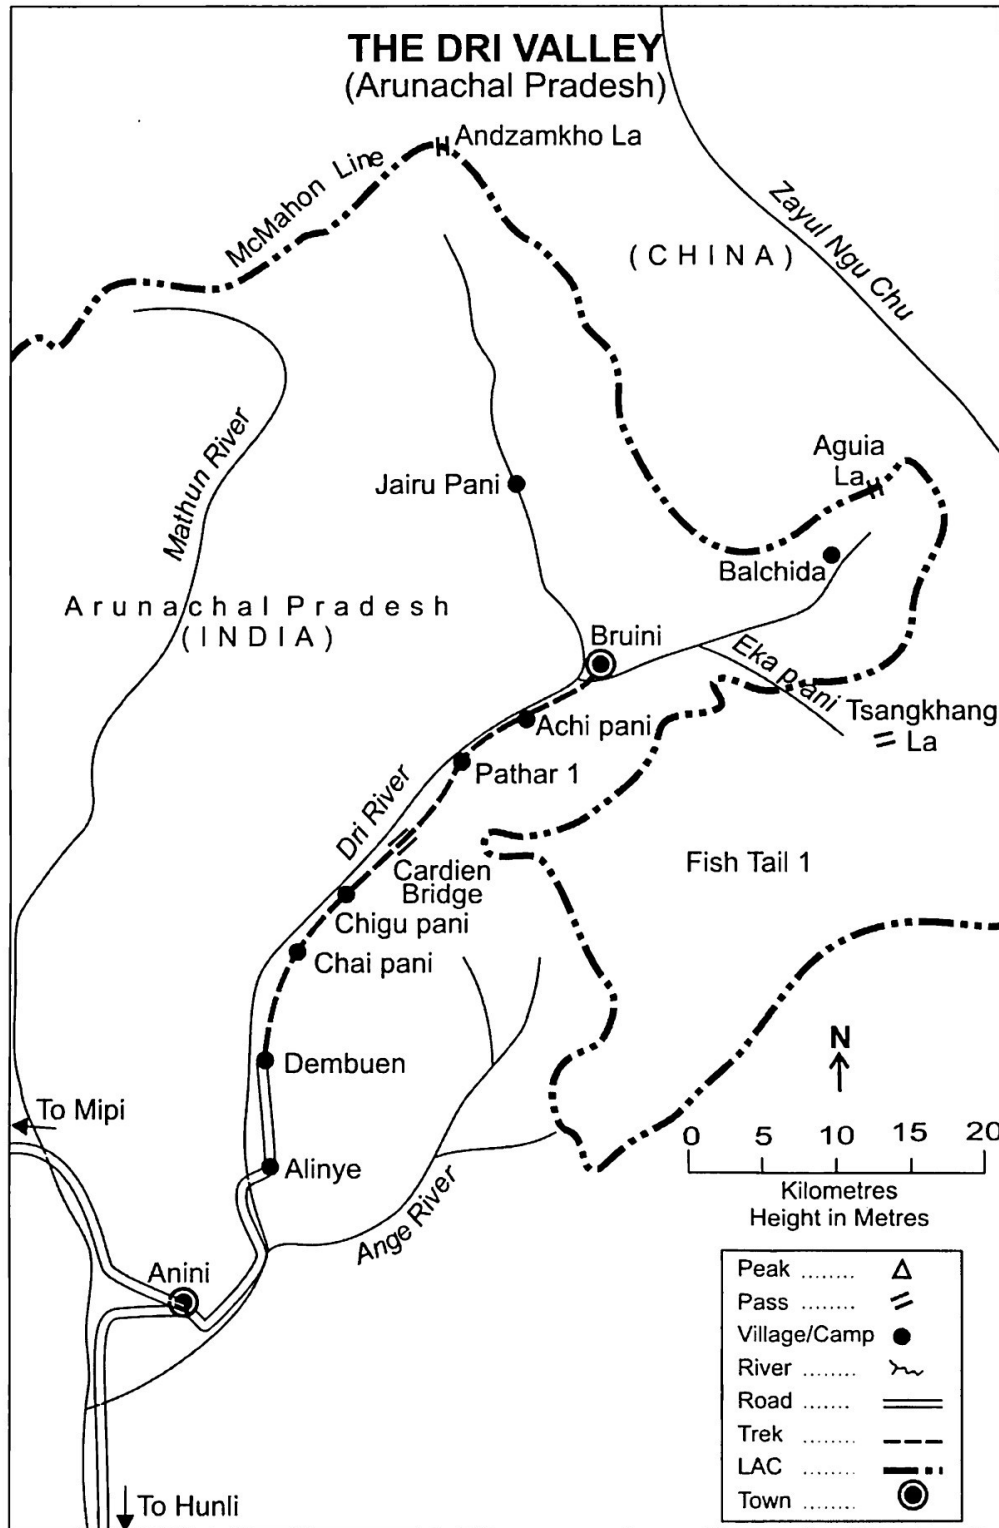 THE DRI VALLEY
(Arunachal Pradesh)
Andzamkho La
McMahon Line
Zayul Ngu Chu
(CHINA)
Mathun River
Aguia
La
Jairu Pani
Balchida
Arunachal Pradesh
(INDIA)
Bruini
Eka pani
Achi pani
Tsangkhang
La
Pathar 1
Dri River
Cardien
Bridge
Fish Tail 1
Chigu pani
Chai pani
N
Dembuen
To Mipi
0 5 10 15 20
Kilometres
Height in Metres
Alinye
Ange River
Anini
Peak ........
Pass ........
Village/Camp
River ........
Road .......
Trek ........
LAC ........
Town ........
To Hunli